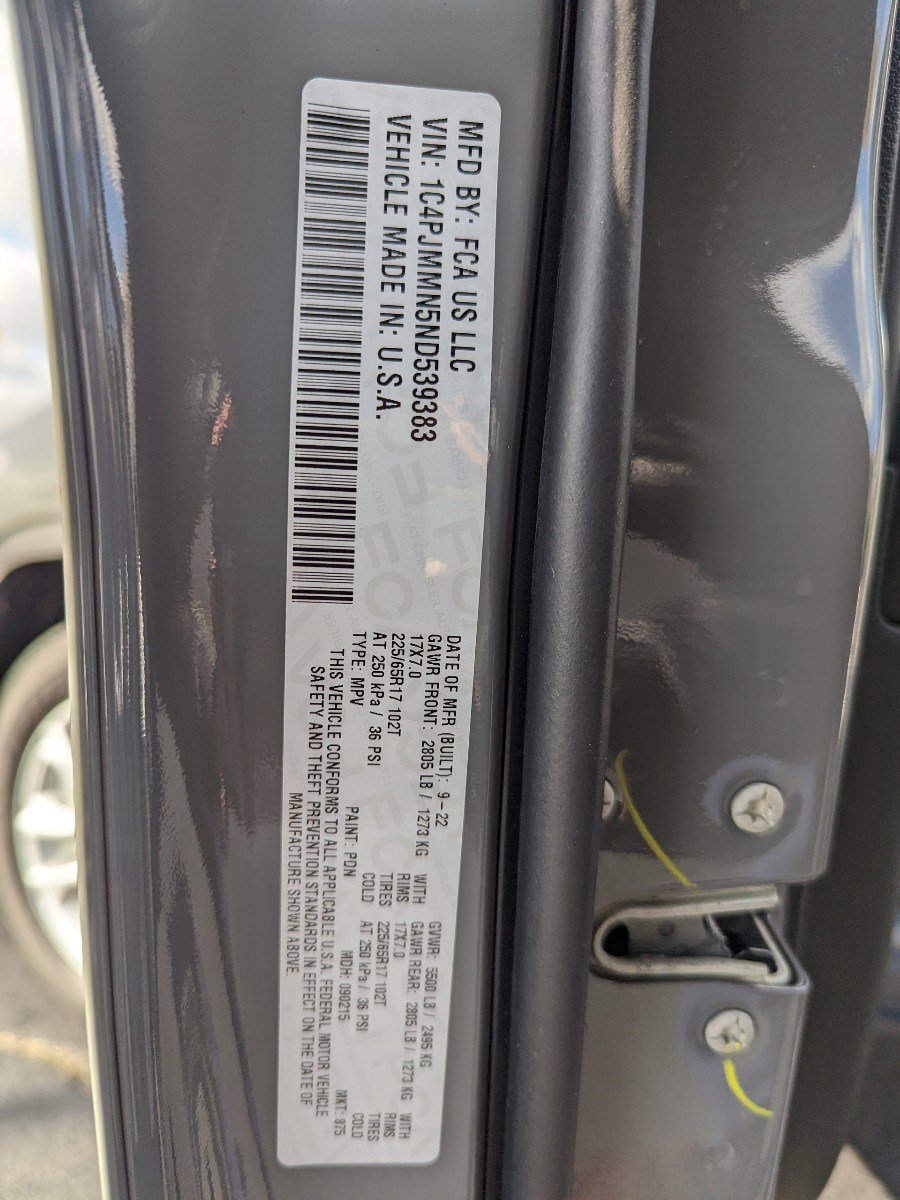 MFD BY: FCA US LLC
VIN: 1C4PJMMN5ND539383
VEHICLE MADE IN: U.S.A.
DATE OF MFR (BUILT): 9-22 GVWR: 5500 LB / 2495 KG
GAWR FRONT: 2805 LB / 1273 KG WITH GAWR REAR: 2805 LB / 1273 KG WITH
17X7.0 RIMS 17X7.0 RIMS
225/65R17 102T TIRES 225/65R17 102T TIRES
AT 250 kPa / 36 PSI COLD AT 250 kPa / 36 PSI COLD
TYPE: MPV PAINT: PDN MDH: 090215 MKT: 875
THIS VEHICLE CONFORMS TO ALL APPLICABLE U.S.A. FEDERAL MOTOR VEHICLE
SAFETY AND THEFT PREVENTION STANDARDS IN EFFECT ON THE DATE OF
MANUFACTURE SHOWN ABOVE